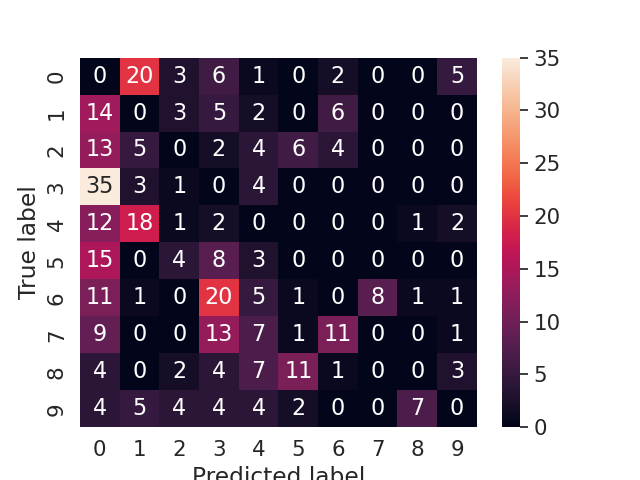 0 0 20 3 6 1 0 2 0 0 5
1 14 0 3 5 2 0 6 0 0 0
2 13 5 0 2 4 6 4 0 0 0
3 35 3 1 0 4 0 0 0 0 0
4 12 18 1 2 0 0 0 0 1 2
5 15 0 4 8 3 0 0 0 0 0
6 11 1 0 20 5 1 0 8 1 1
7 9 0 0 13 7 1 11 0 0 1
8 4 0 2 4 7 11 1 0 0 3
9 4 5 4 4 4 2 0 0 7 0
0 1 2 3 4 5 6 7 8 9
Predicted label
True label
35
30
25
20
15
10
5
0